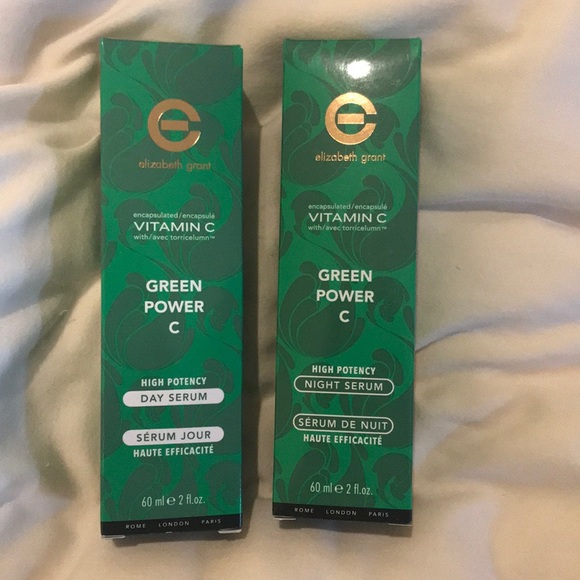 elizabeth grant
encapsulated/encapsulé
VITAMIN C
with/avec torricelumn™
GREEN
POWER
C
HIGH POTENCY
DAY SERUM
SÉRUM JOUR
HAUTE EFFICACITÉ
60 ml e 2 fl.oz.
ROME LONDON PARIS
elizabeth grant
encapsulated/encapsulé
VITAMIN C
with/avec torricelumn™
GREEN
POWER
C
HIGH POTENCY
NIGHT SERUM
SÉRUM DE NUIT
HAUTE EFFICACITÉ
60 ml e 2 fl.oz.
ROME LONDON PARIS